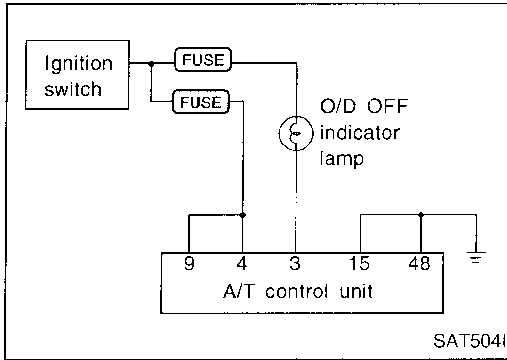 Ignition
switch
FUSE
FUSE
O/D OFF
indicator
lamp
9 4 3 15 48
A/T control unit